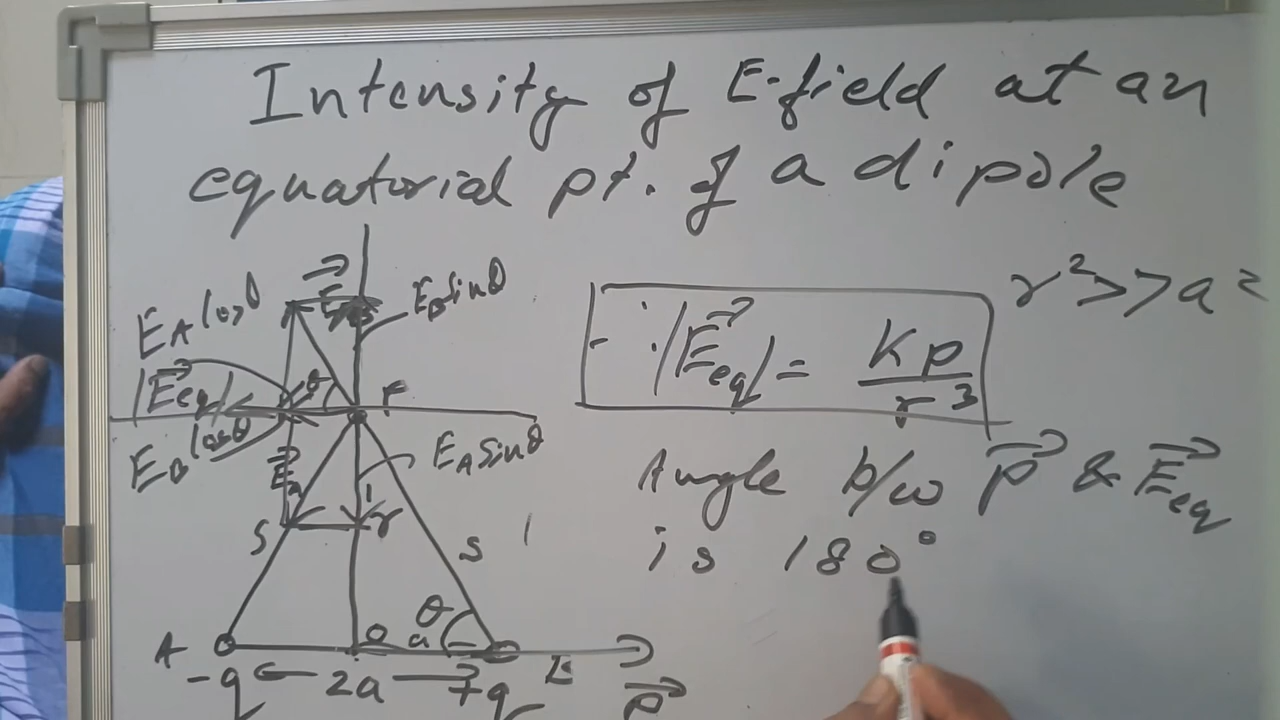 Intensity of E-field at an
equatorial pt. of a dipole
r² >> a²
∴ |E⃗eq| = Kp / r³
Angle b/w p⃗ & E⃗eq
is 180°
EA cosθ
EB sinθ
|E⃗eq|
θ
EB cosθ
EA sinθ
S
r
S
θ
A
O
a
-q
2a
+q
p⃗